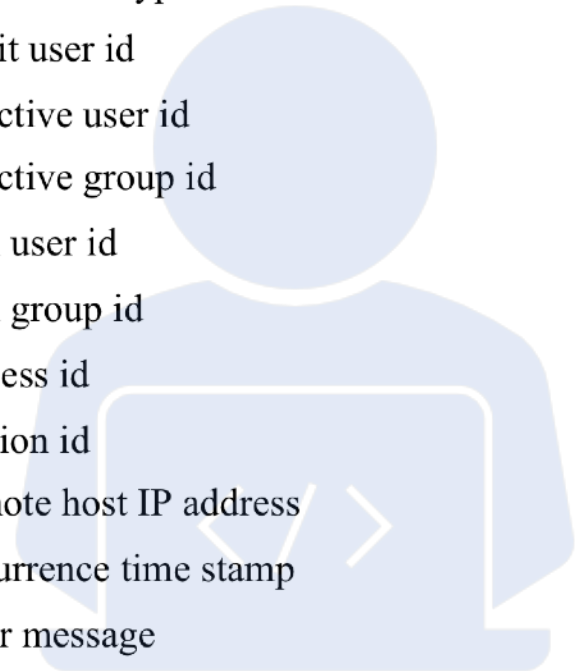 it user id
ctive user id
ctive group id
user id
group id
ess id
ion id
ote host IP address
urrence time stamp
r message